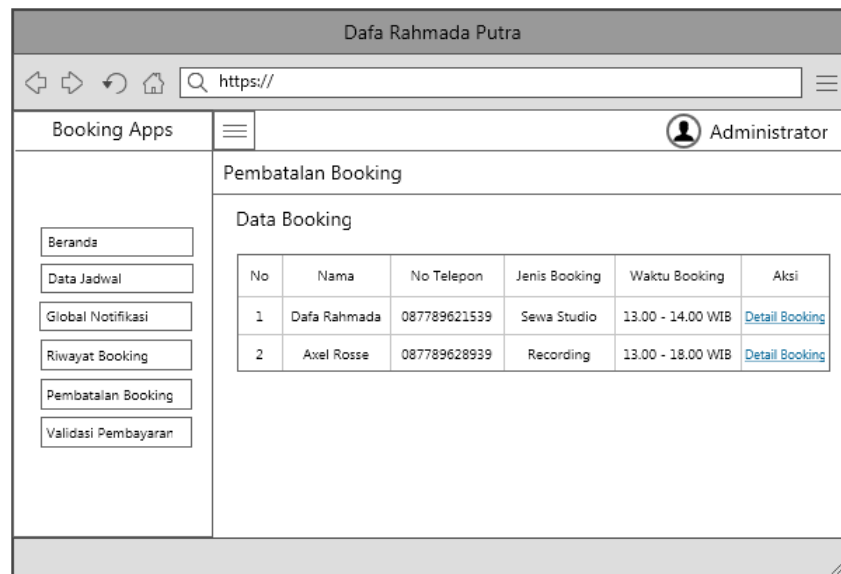 Dafa Rahmada Putra
https://
Booking Apps
Administrator
Pembatalan Booking
Data Booking
Beranda
Data Jadwal
Global Notifikasi
Riwayat Booking
Pembatalan Booking
Validasi Pembayaran
No Nama No Telepon Jenis Booking Waktu Booking Aksi
1 Dafa Rahmada 087789621539 Sewa Studio 13.00 - 14.00 WIB Detail Booking
2 Axel Rosse 087789628939 Recording 13.00 - 18.00 WIB Detail Booking